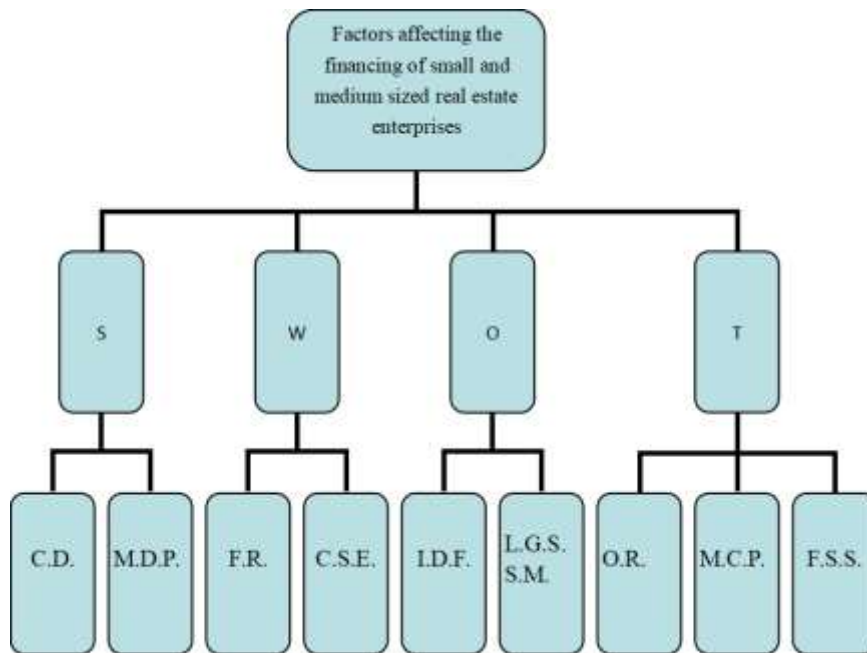 Factors affecting the
financing of small and
medium sized real estate
enterprises
S
W
O
T
C.D.
M.D.P.
F.R.
C.S.E.
I.D.F.
L.G.S.
S.M.
O.R.
M.C.P.
F.S.S.